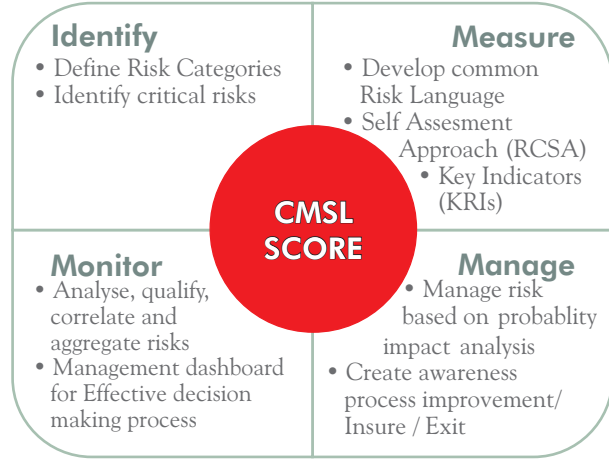 Identify
• Define Risk Categories
• Identify critical risks
Measure
• Develop common
Risk Language
• Self Assesment
Approach (RCSA)
• Key Indicators
(KRIs)
CMSL
SCORE
Monitor
• Analyse, qualify,
correlate and
aggregate risks
• Management dashboard
for Effective decision
making process
Manage
• Manage risk
based on probablity
impact analysis
• Create awareness
process improvement/
Insure / Exit